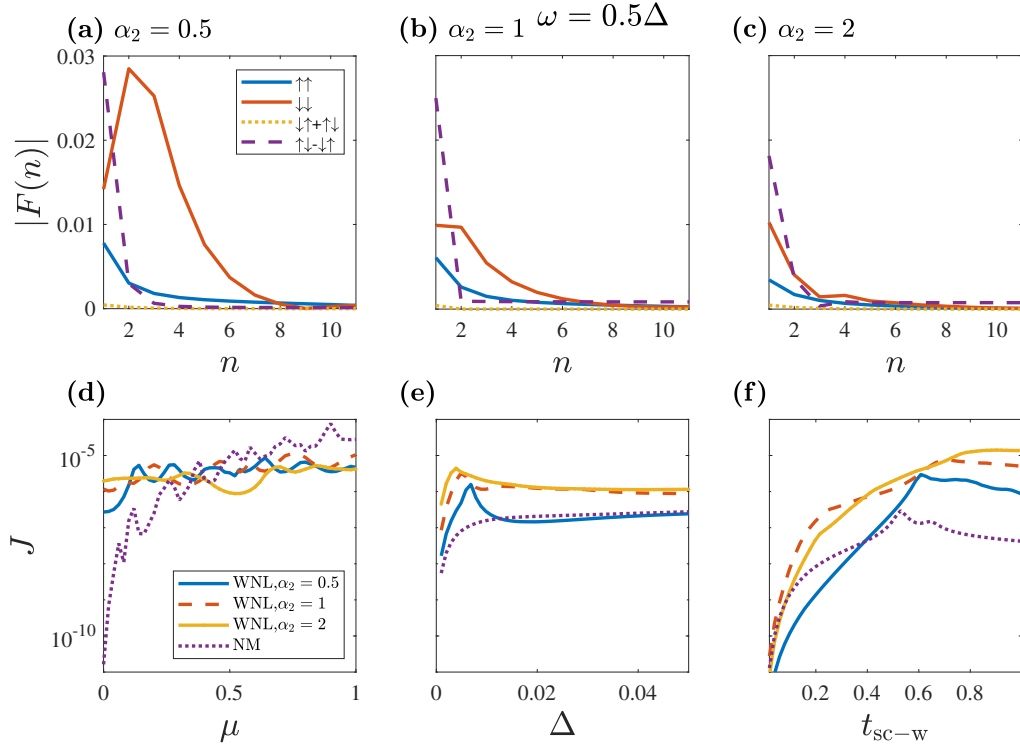 (a) α₂ = 0.5
(b) α₂ = 1
ω = 0.5Δ
(c) α₂ = 2
|F(n)|
0.03
0.02
0.01
0
↑↑
↓↓
↓↑+↑↓
↑↓-↓↑
2 4 6 8 10
n
2 4 6 8 10
n
2 4 6 8 10
n
(d)
(e)
(f)
J
10⁻⁵
10⁻¹⁰
WNL,α₂ = 0.5
WNL,α₂ = 1
WNL,α₂ = 2
NM
0 0.5 1
μ
0 0.02 0.04
Δ
0.2 0.4 0.6 0.8
t_{sc−w}